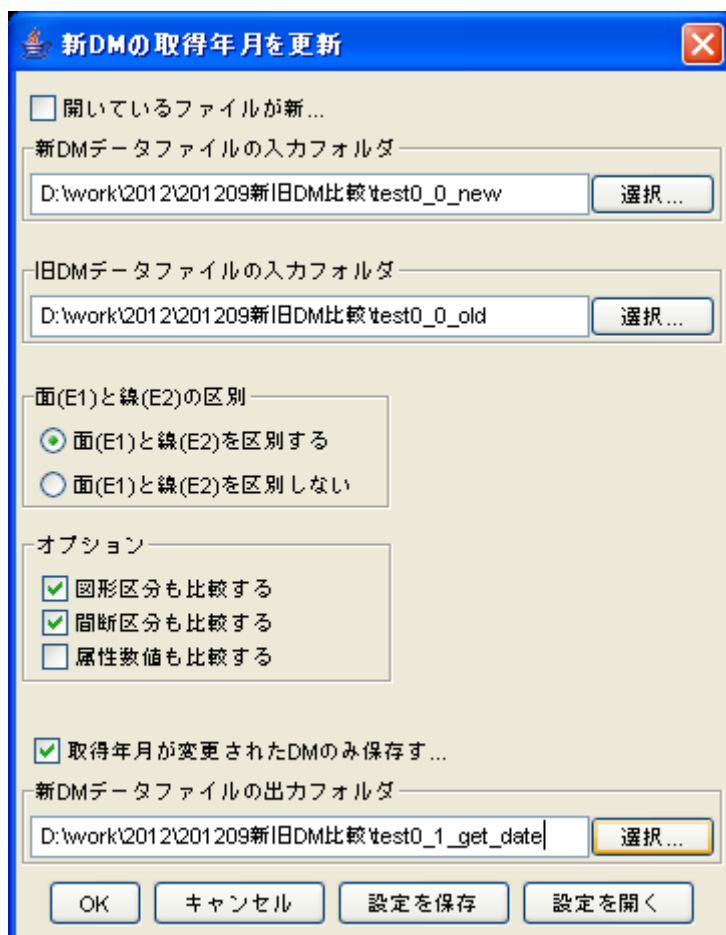 新DMの取得年月を更新
開いているファイルが新...
新DMデータファイルの入力フォルダ
D:\work\2012\201209新旧DM比較\test0_0_new 選択...
旧DMデータファイルの入力フォルダ
D:\work\2012\201209新旧DM比較\test0_0_old 選択...
面(E1)と線(E2)の区別
面(E1)と線(E2)を区別する
面(E1)と線(E2)を区別しない
オプション
図形区分も比較する
間断区分も比較する
属性数値も比較する
取得年月が変更されたDMのみ保存す...
新DMデータファイルの出力フォルダ
D:\work\2012\201209新旧DM比較\test0_1_get_date 選択...
OK キャンセル 設定を保存 設定を開く